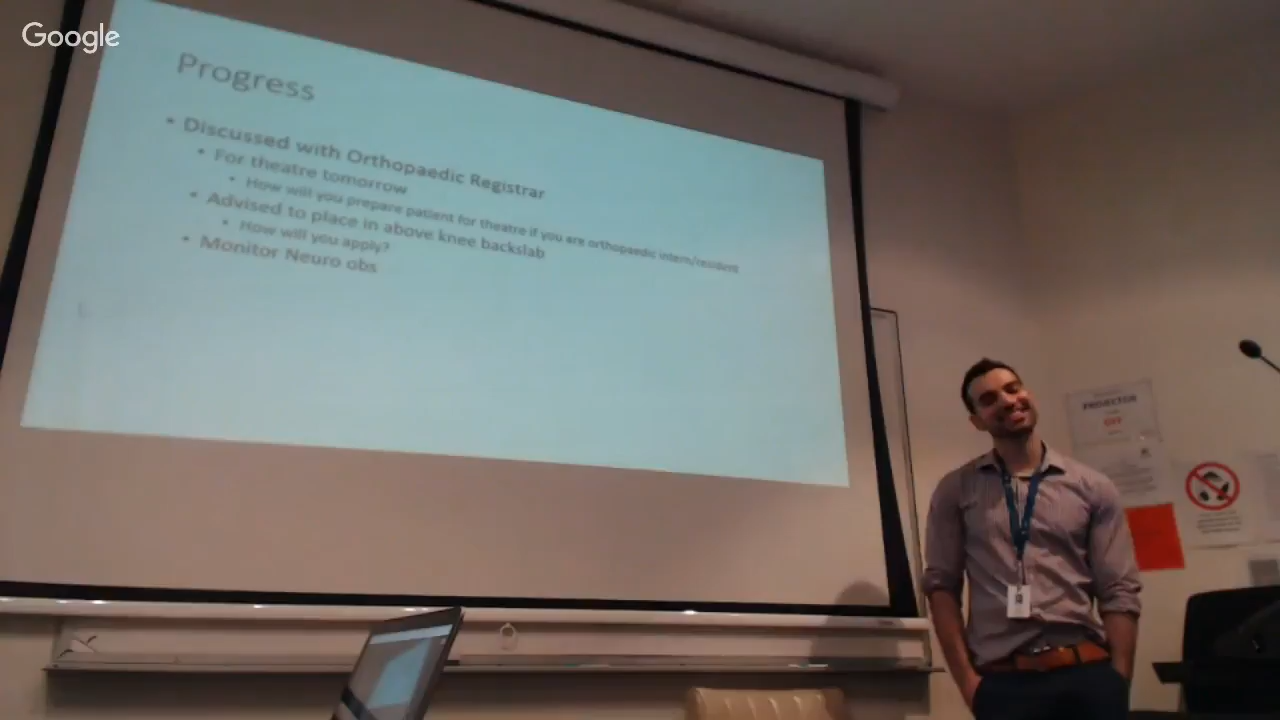 Google
Progress
• Discussed with Orthopaedic Registrar
• For theatre tomorrow
• How will you prepare patient for theatre if you are orthopaedic intern/resident
• Advised to place in above knee backslab
• How will you apply?
• Monitor Neuro obs
PROJECTOR
OFF